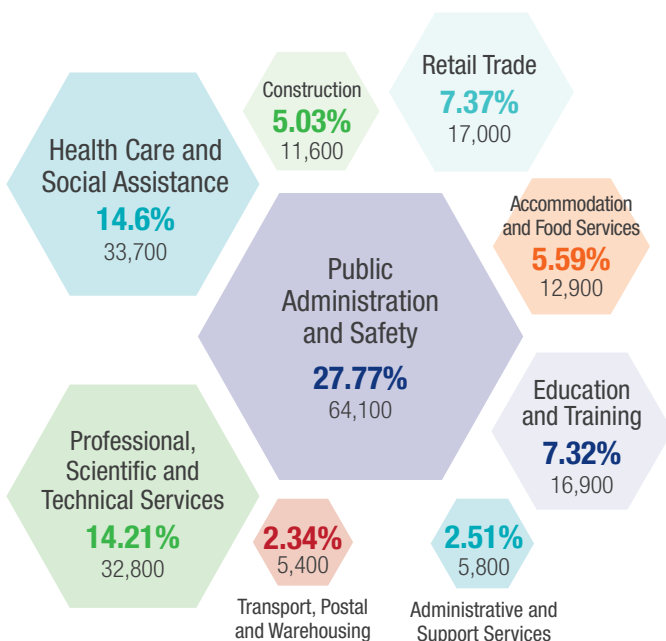 Health Care and
Social Assistance
14.6%
33,700
Construction
5.03%
11,600
Retail Trade
7.37%
17,000
Public
Administration
and Safety
27.77%
64,100
Accommodation
and Food Services
5.59%
12,900
Education
and Training
7.32%
16,900
Professional,
Scientific and
Technical Services
14.21%
32,800
2.34%
5,400
Transport, Postal
and Warehousing
2.51%
5,800
Administrative and
Support Services